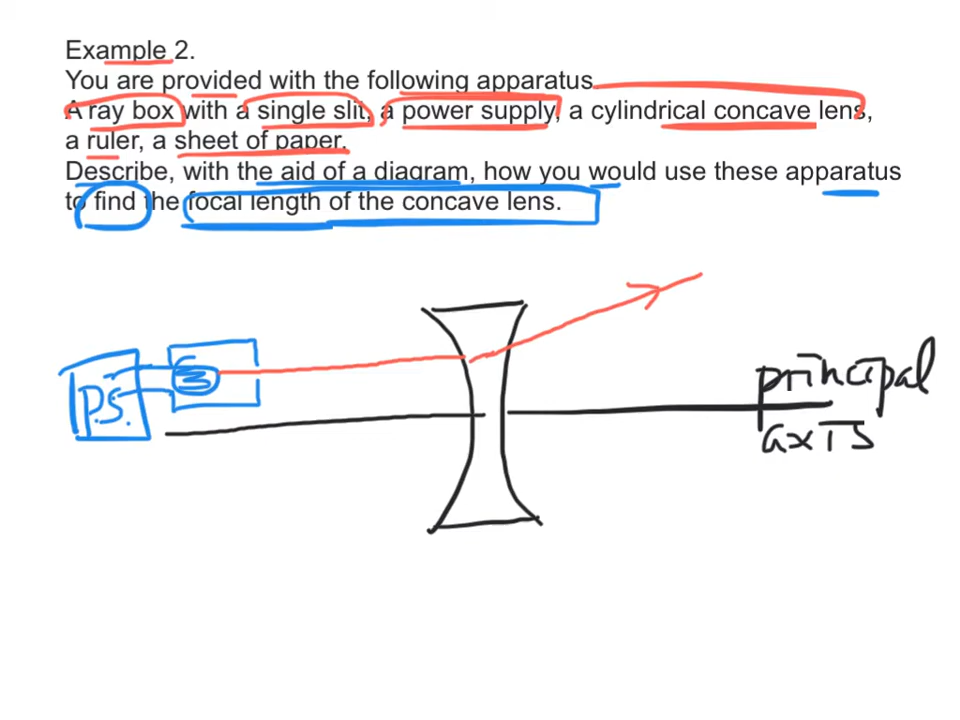 Example 2.
You are provided with the following apparatus.
A ray box with a single slit, a power supply, a cylindrical concave lens,
a ruler, a sheet of paper.
Describe, with the aid of a diagram, how you would use these apparatus
to find the focal length of the concave lens.
P.S.
principal
axis